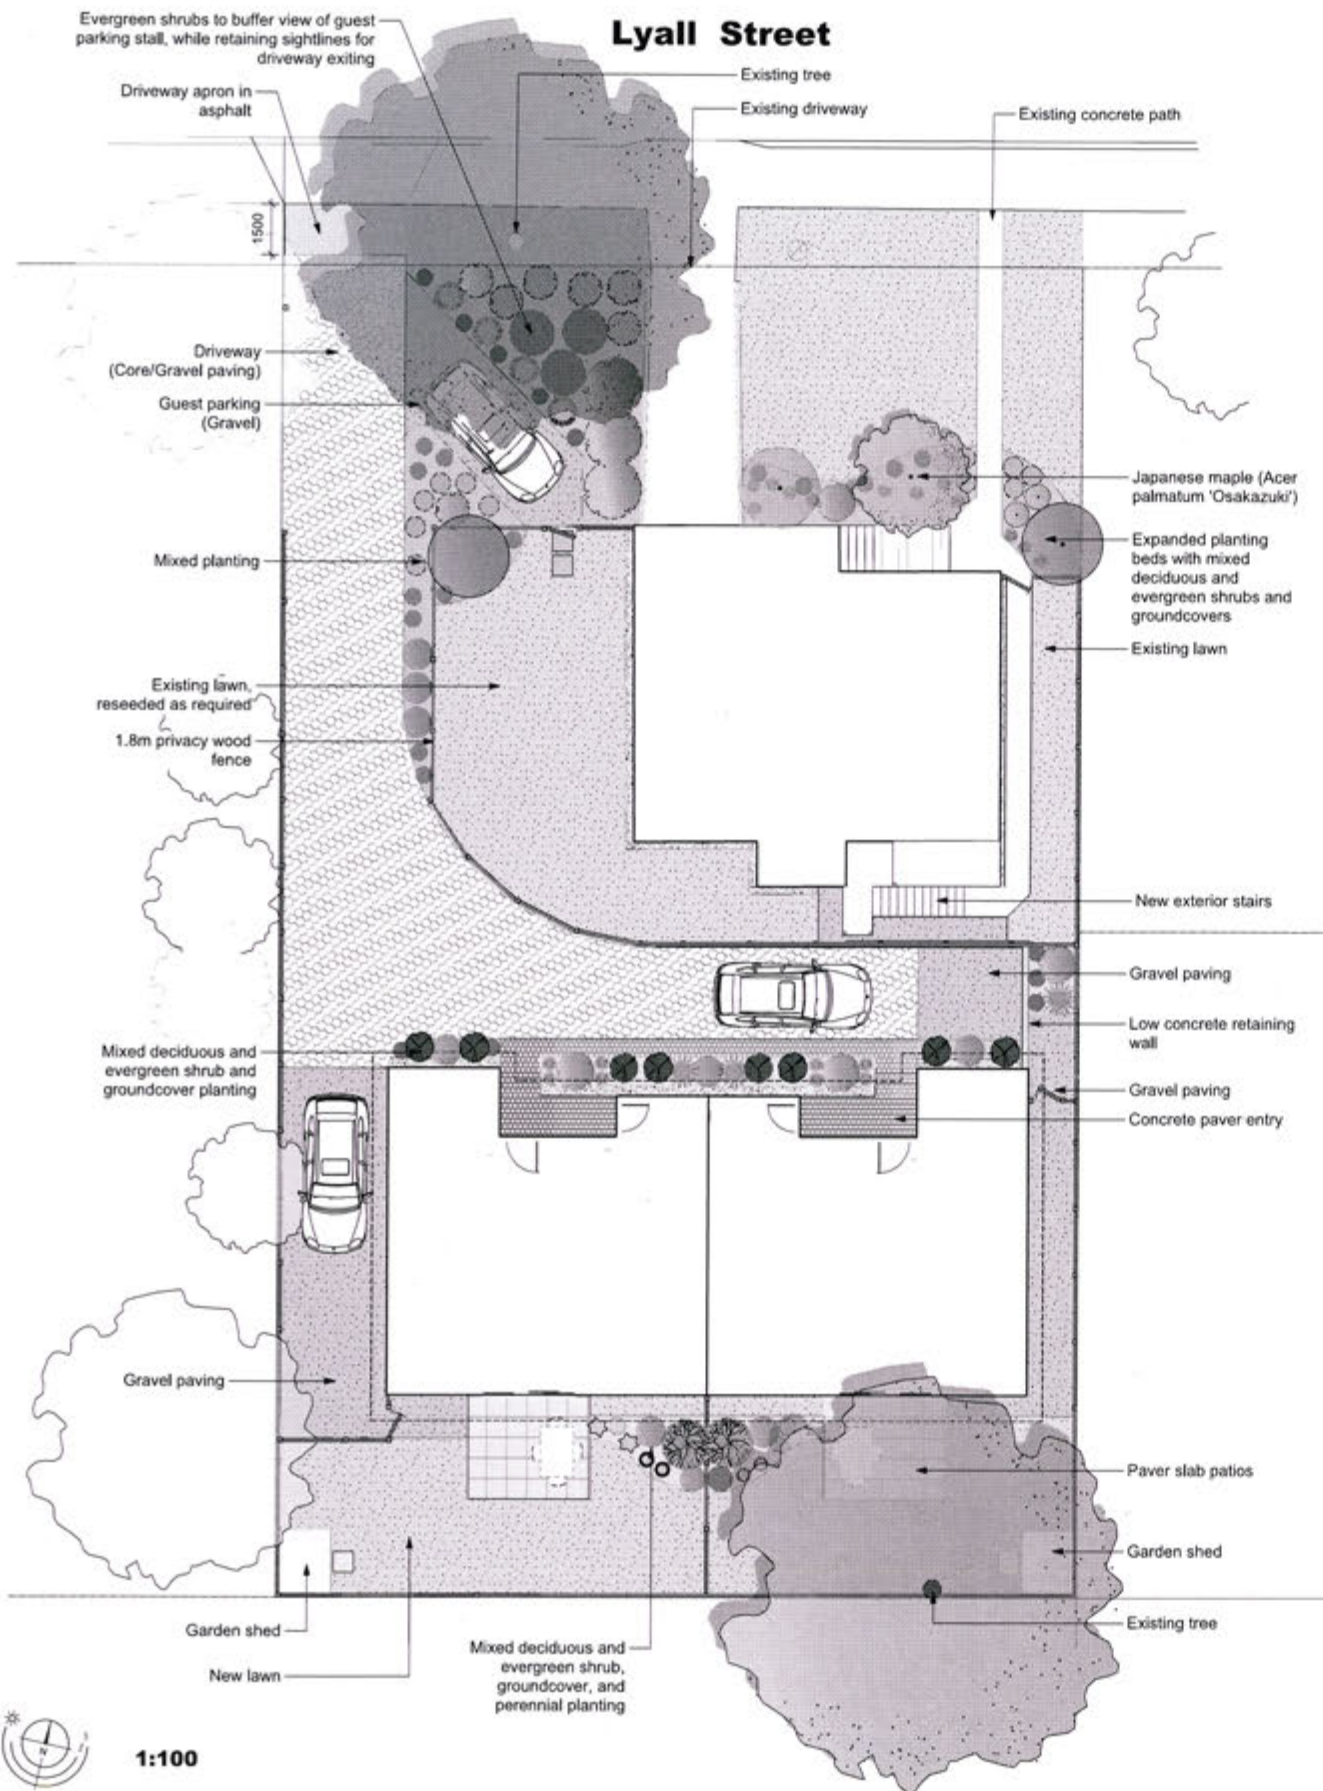 Lyall Street
Evergreen shrubs to buffer view of guest
parking stall, while retaining sightlines for
driveway exiting
Existing tree
Driveway apron in
asphalt
Existing driveway
Existing concrete path
1500
Driveway
(Core/Gravel paving)
Guest parking
(Gravel)
Japanese maple (Acer
palmatum 'Osakazuki')
Mixed planting
Expanded planting
beds with mixed
deciduous and
evergreen shrubs and
groundcovers
Existing lawn
Existing lawn,
reseeded as required
1.8m privacy wood
fence
New exterior stairs
Gravel paving
Low concrete retaining
wall
Mixed deciduous and
evergreen shrub and
groundcover planting
Gravel paving
Concrete paver entry
Gravel paving
Paver slab patios
Garden shed
Existing tree
Garden shed
New lawn
Mixed deciduous and
evergreen shrub,
groundcover, and
perennial planting
N
1:100